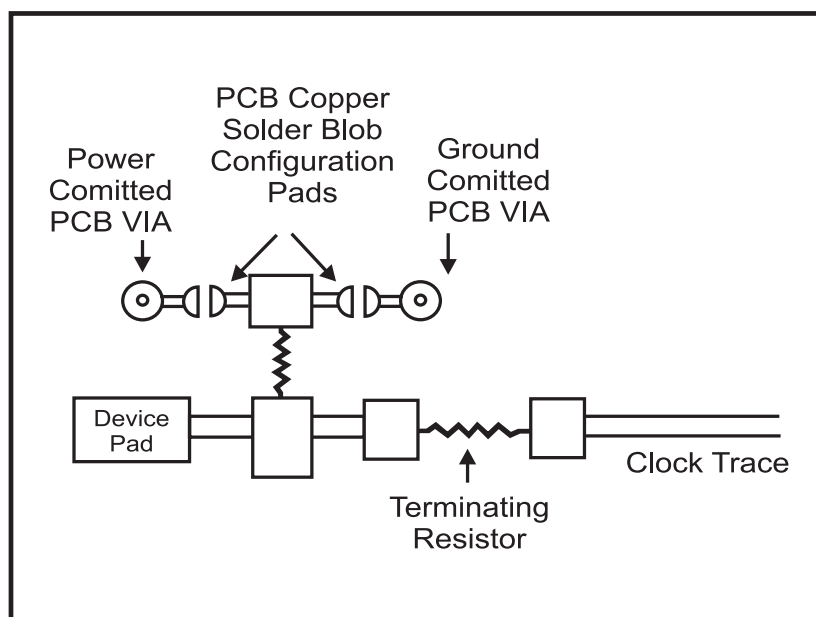 PCB Copper
Solder Blob
Configuration
Pads
Power
Comitted
PCB VIA
Ground
Comitted
PCB VIA
Device
Pad
Clock Trace
Terminating
Resistor